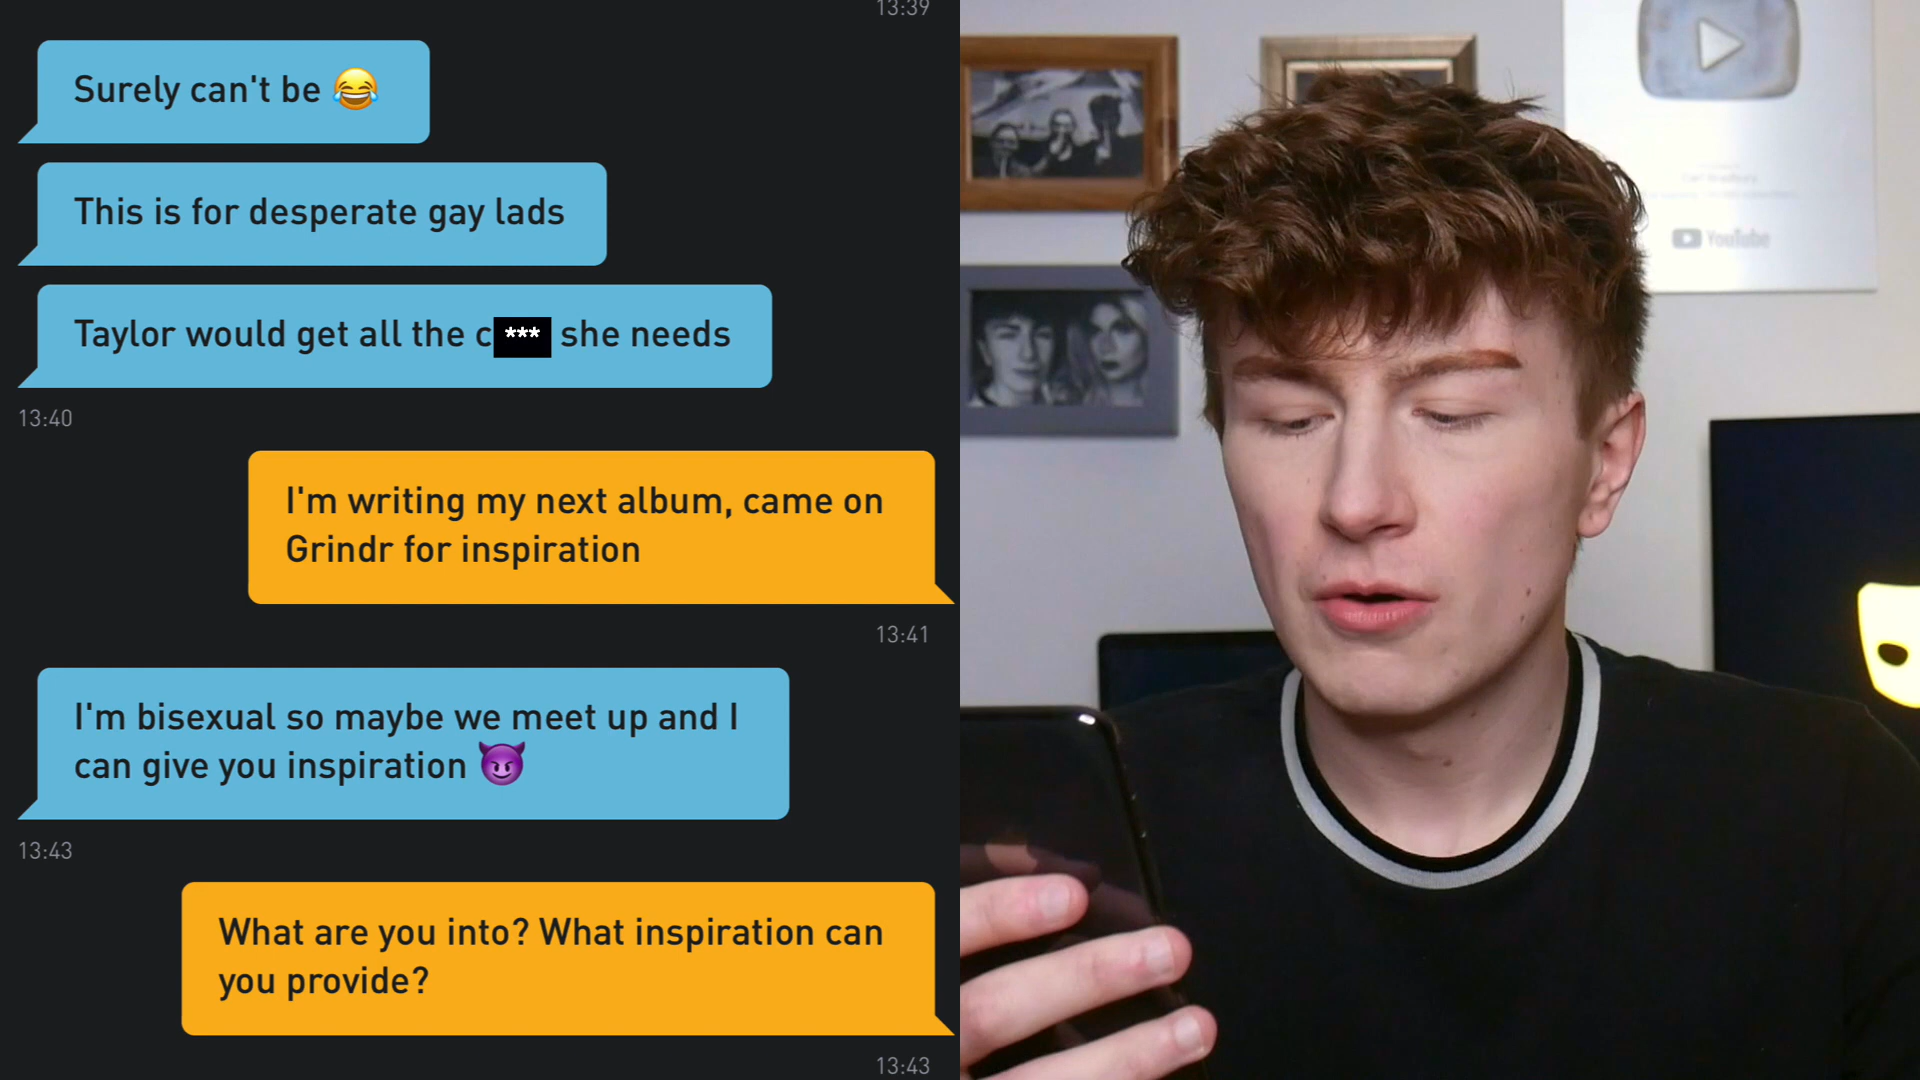 13:39
Surely can't be 😂
This is for desperate gay lads
Taylor would get all the c*** she needs
13:40
I'm writing my next album, came on
Grindr for inspiration
13:41
I'm bisexual so maybe we meet up and I
can give you inspiration 😈
13:43
What are you into? What inspiration can
you provide?
13:43
YouTube